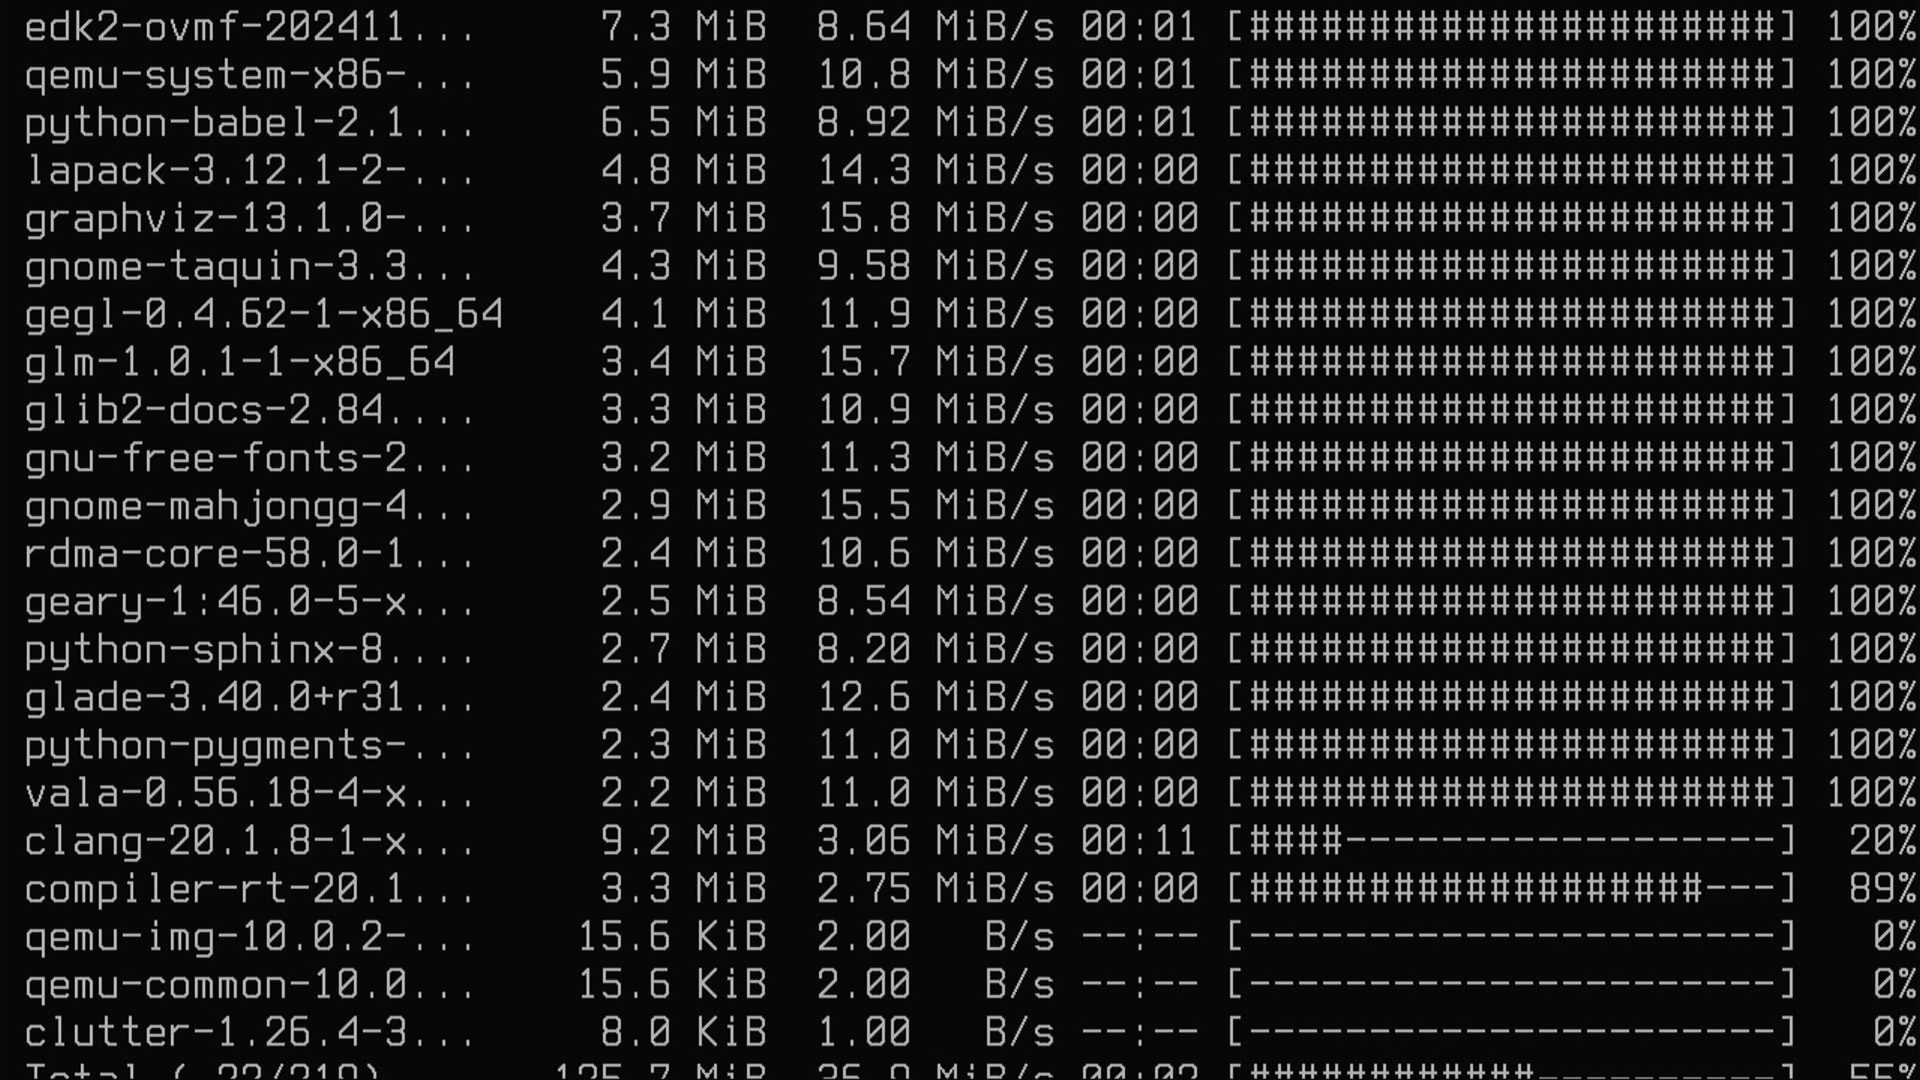 edk2-ovmf-202411... 7.3 MiB 8.64 MiB/s 00:01 [######################] 100%
qemu-system-x86-... 5.9 MiB 10.8 MiB/s 00:01 [######################] 100%
python-babel-2.1... 6.5 MiB 8.92 MiB/s 00:01 [######################] 100%
lapack-3.12.1-2-... 4.8 MiB 14.3 MiB/s 00:00 [######################] 100%
graphviz-13.1.0-... 3.7 MiB 15.8 MiB/s 00:00 [######################] 100%
gnome-taquin-3.3... 4.3 MiB 9.58 MiB/s 00:00 [######################] 100%
gegl-0.4.62-1-x86_64 4.1 MiB 11.9 MiB/s 00:00 [######################] 100%
glm-1.0.1-1-x86_64 3.4 MiB 15.7 MiB/s 00:00 [######################] 100%
glib2-docs-2.84.... 3.3 MiB 10.9 MiB/s 00:00 [######################] 100%
gnu-free-fonts-2... 3.2 MiB 11.3 MiB/s 00:00 [######################] 100%
gnome-mahjongg-4... 2.9 MiB 15.5 MiB/s 00:00 [######################] 100%
rdma-core-58.0-1... 2.4 MiB 10.6 MiB/s 00:00 [######################] 100%
geary-1:46.0-5-x... 2.5 MiB 8.54 MiB/s 00:00 [######################] 100%
python-sphinx-8.... 2.7 MiB 8.20 MiB/s 00:00 [######################] 100%
glade-3.40.0+r31... 2.4 MiB 12.6 MiB/s 00:00 [######################] 100%
python-pygments-... 2.3 MiB 11.0 MiB/s 00:00 [######################] 100%
vala-0.56.18-4-x... 2.2 MiB 11.0 MiB/s 00:00 [######################] 100%
clang-20.1.8-1-x... 9.2 MiB 3.06 MiB/s 00:11 [####------------------] 20%
compiler-rt-20.1... 3.3 MiB 2.75 MiB/s 00:00 [###################---] 89%
qemu-img-10.0.2-... 15.6 KiB 2.00 B/s --:-- [----------------------] 0%
qemu-common-10.0... 15.6 KiB 2.00 B/s --:-- [----------------------] 0%
clutter-1.26.4-3... 8.0 KiB 1.00 B/s --:-- [----------------------] 0%
Total ( MiB MiB/s [############----------]